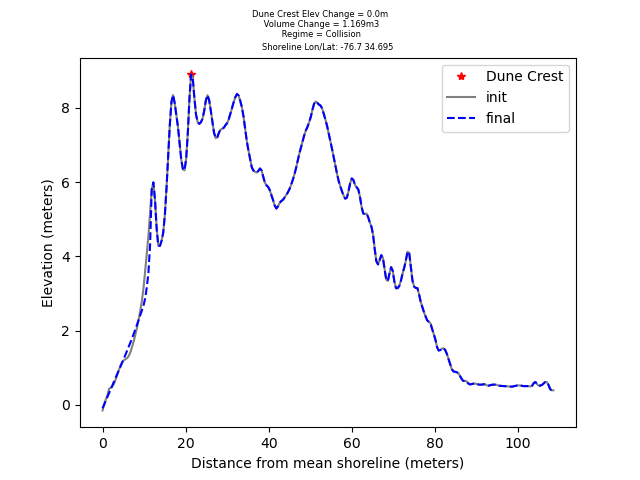 Dune Crest Elev Change = 0.0m
Volume Change = 1.169m3
Regime = Collision
Shoreline Lon/Lat: -76.7 34.695
Dune Crest
init
final
Elevation (meters)
8
6
4
2
0
0 20 40 60 80 100
Distance from mean shoreline (meters)